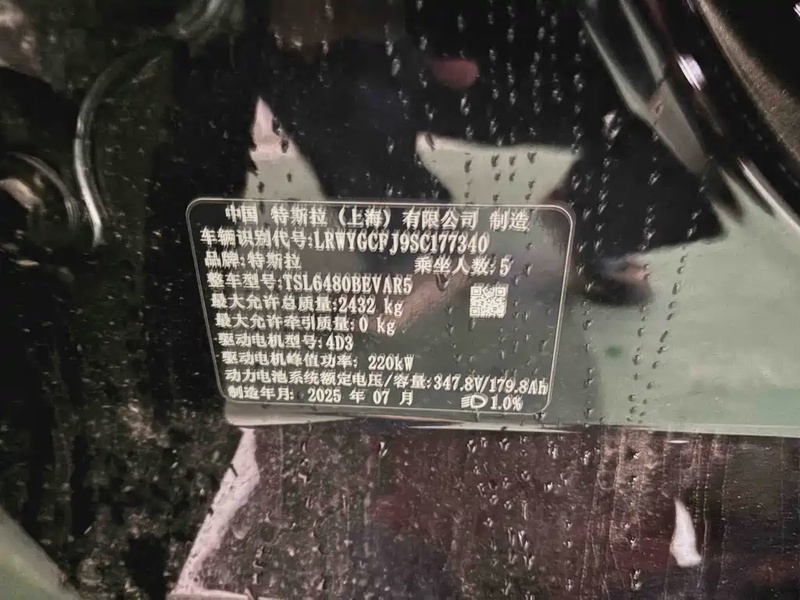 中国 特斯拉（上海）有限公司 制造
车辆识别代号:LRWYGCFJ9SC177340
品牌:特斯拉 乘坐人数:5
整车型号:TSL6480BEVAR5
最大允许总质量:2432 kg
最大允许牵引质量:0 kg
驱动电机型号:4D3
驱动电机峰值功率: 220kW
动力电池系统额定电压/容量:347.8V/179.8Ah
制造年月: 2025 年 07 月 1.0%